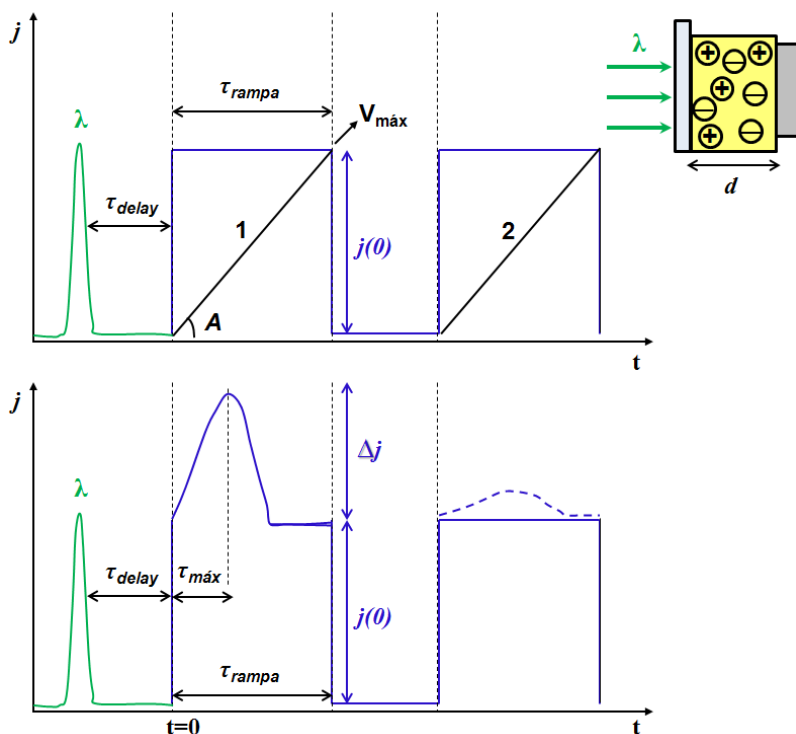 j
λ
τdelay
τrampa
Vmáx
1
A
j(0)
2
t
λ
+
+
+
+
d
j
λ
τdelay
τmáx
Δj
j(0)
τrampa
t=0
t